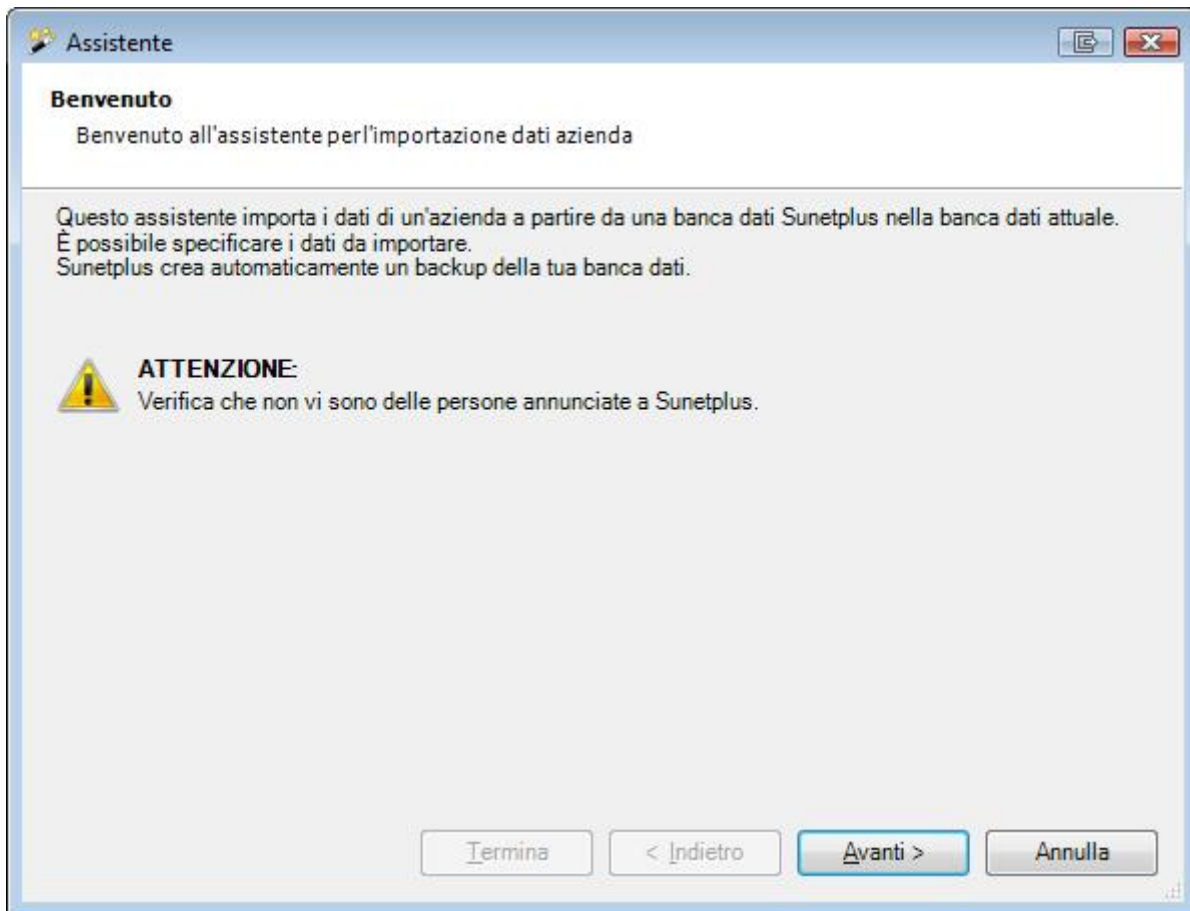 Assistente
Benvenuto
Benvenuto all'assistente perl'importazione dati azienda
Questo assistente importa i dati di un'azienda a partire da una banca dati Sunetplus nella banca dati attuale.
È possibile specificare i dati da importare.
Sunetplus crea automaticamente un backup della tua banca dati.
ATTENZIONE:
Verifica che non vi sono delle persone annunciate a Sunetplus.
Termina
< Indietro
Avanti >
Annulla